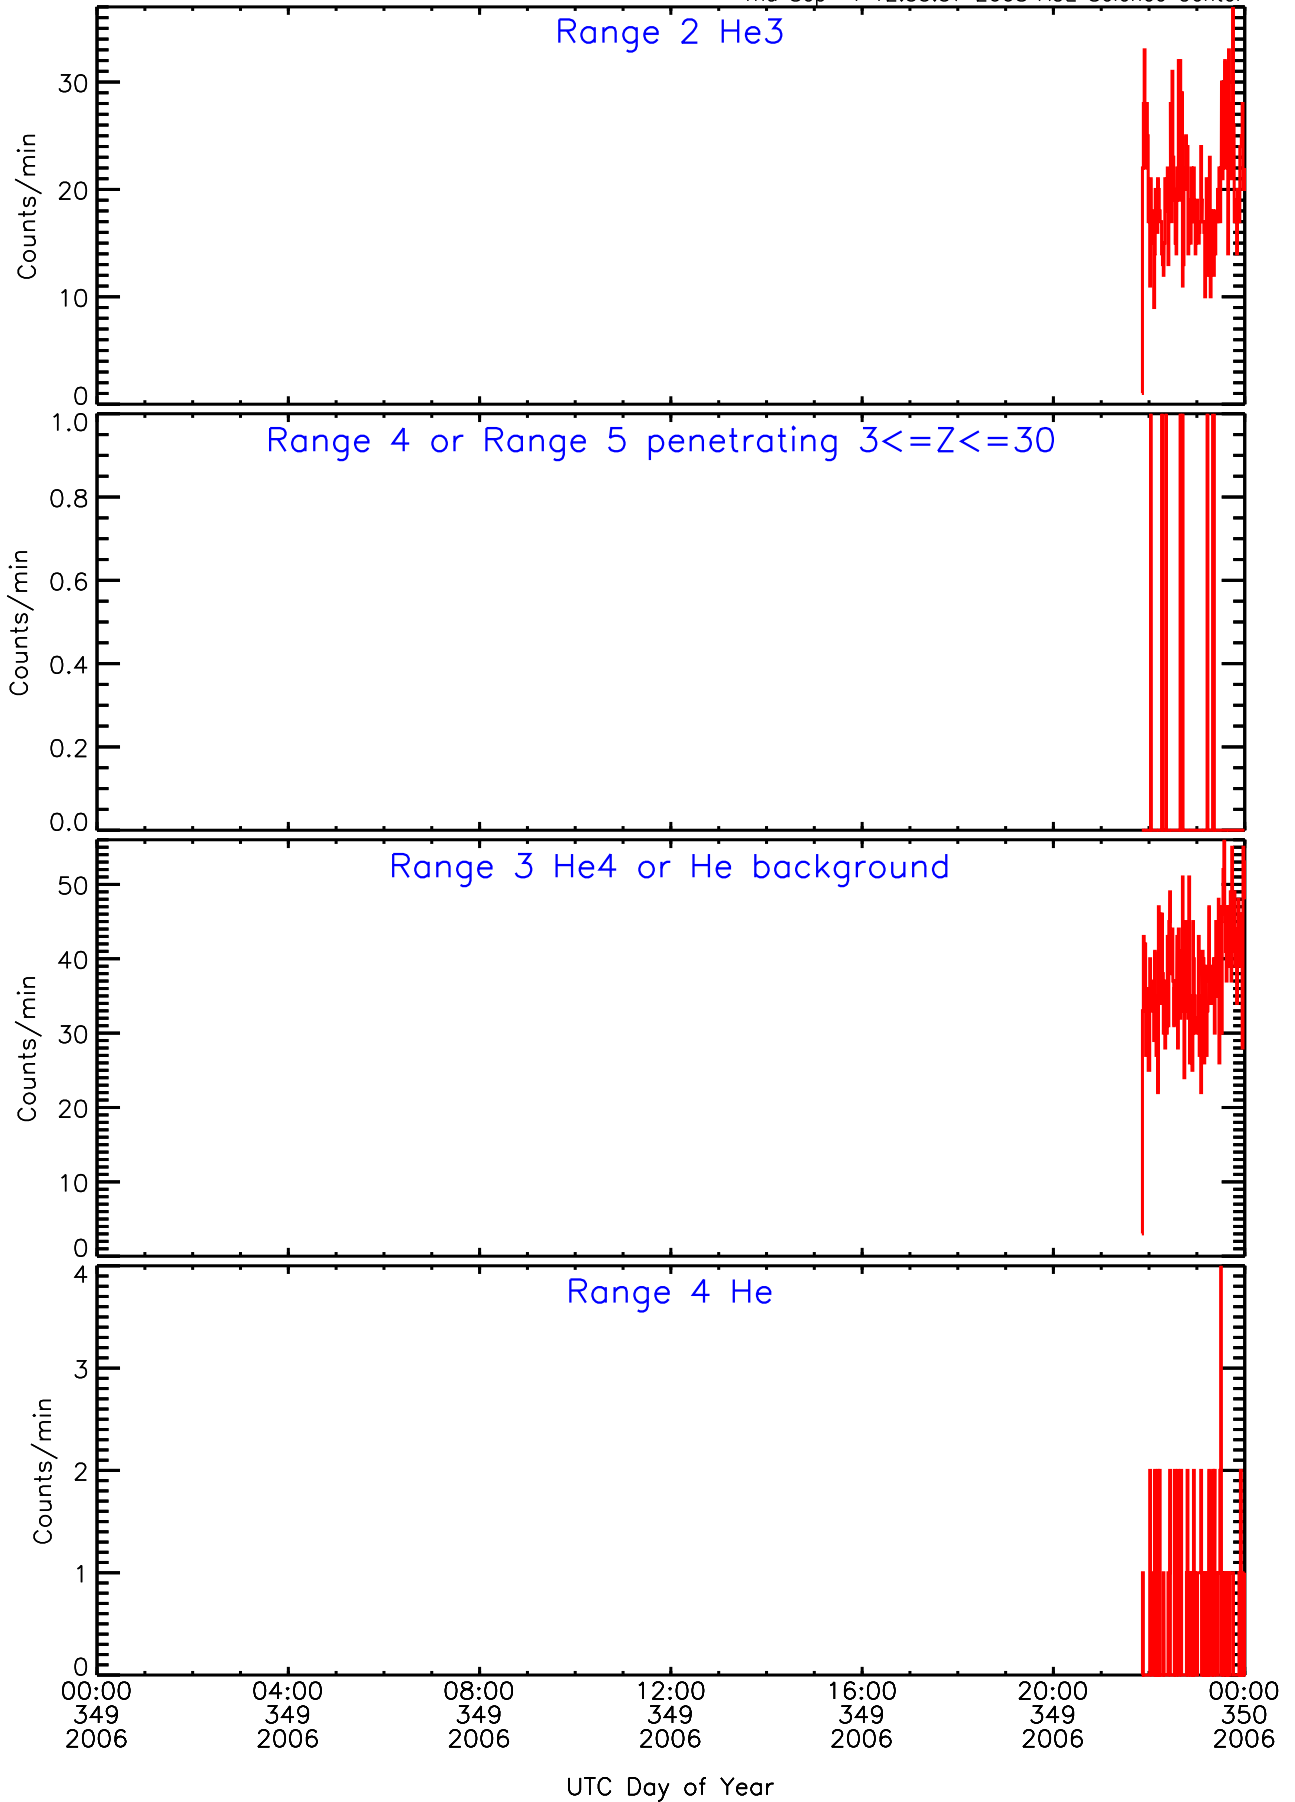 Range 2 He3
30
20
10
0
Counts/min
Range 4 or Range 5 penetrating 3<=Z<=30
1.0
0.8
0.6
0.4
0.2
0.0
Counts/min
Range 3 He4 or He background
50
40
30
20
10
0
Counts/min
Range 4 He
4
3
2
1
0
Counts/min
00:00 04:00 08:00 12:00 16:00 20:00 00:00
349 349 349 349 349 349 350
2006 2006 2006 2006 2006 2006 2006
UTC Day of Year